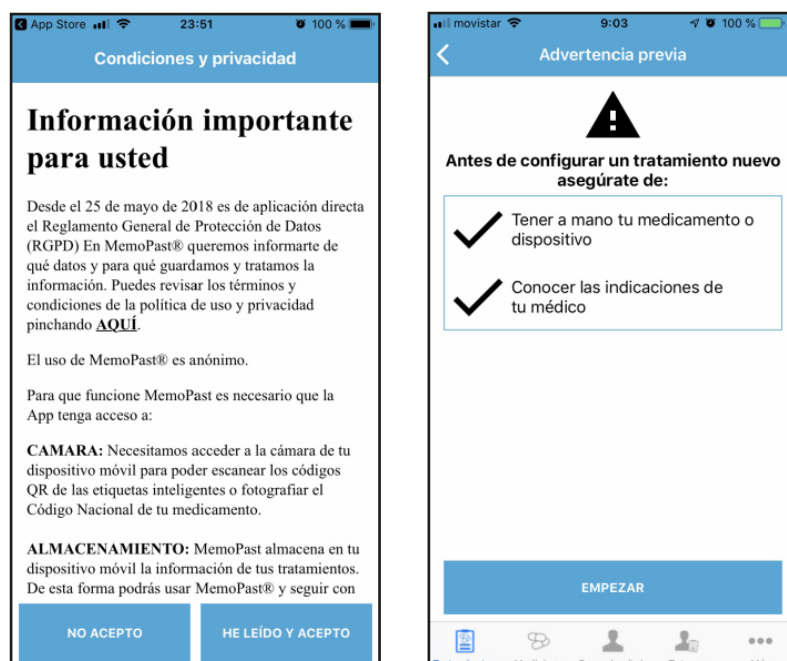 App Store
23:51
100 %
Condiciones y privacidad
Información importante
para usted
Desde el 25 de mayo de 2018 es de aplicación directa
el Reglamento General de Protección de Datos
(RGPD) En MemoPast® queremos informarte de
qué datos y para qué guardamos y tratamos la
información. Puedes revisar los términos y
condiciones de la política de uso y privacidad
pinchando AQUÍ.
El uso de MemoPast® es anónimo.
Para que funcione MemoPast es necesario que la
App tenga acceso a:
CAMARA: Necesitamos acceder a la cámara de tu
dispositivo móvil para poder escanear los códigos
QR de las etiquetas inteligentes o fotografiar el
Código Nacional de tu medicamento.
ALMACENAMIENTO: MemoPast almacena en tu
dispositivo móvil la información de tus tratamientos.
De esta forma podrás usar MemoPast® y seguir con
NO ACEPTO
HE LEÍDO Y ACEPTO
movistar
9:03
100 %
Advertencia previa
Antes de configurar un tratamiento nuevo
asegúrate de:
Tener a mano tu medicamento o
dispositivo
Conocer las indicaciones de
tu médico
EMPEZAR